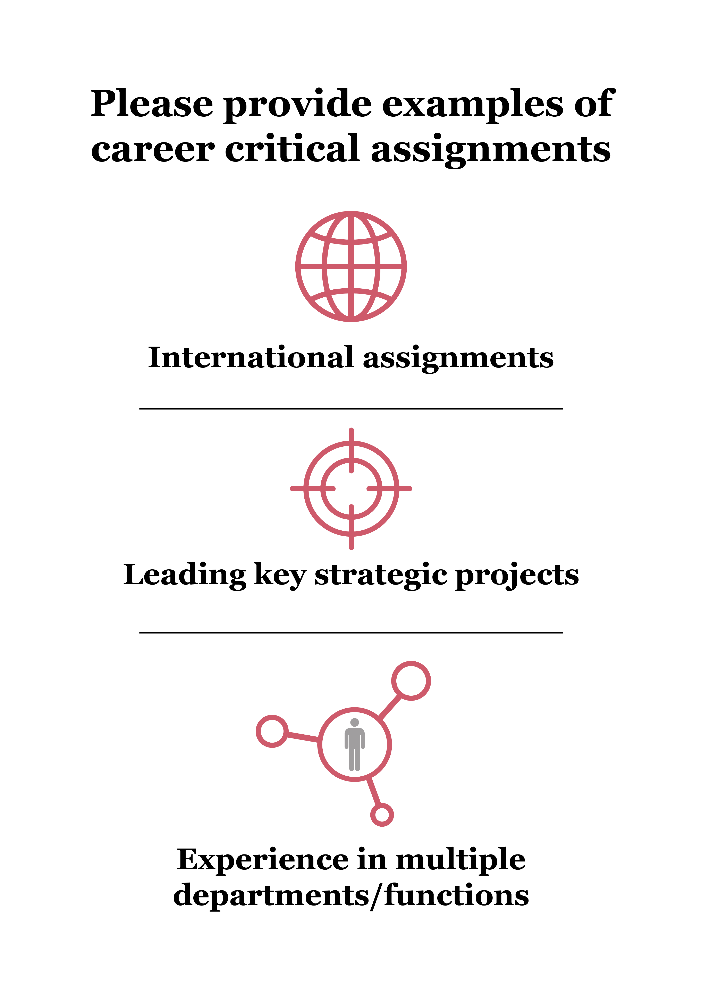 Please provide examples of
career critical assignments
International assignments
Leading key strategic projects
Experience in multiple
departments/functions